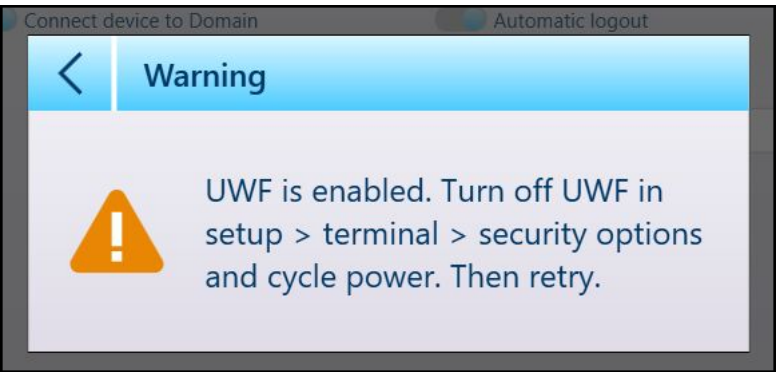 Connect device to Domain
Automatic logout
Warning
UWF is enabled. Turn off UWF in
setup > terminal > security options
and cycle power. Then retry.